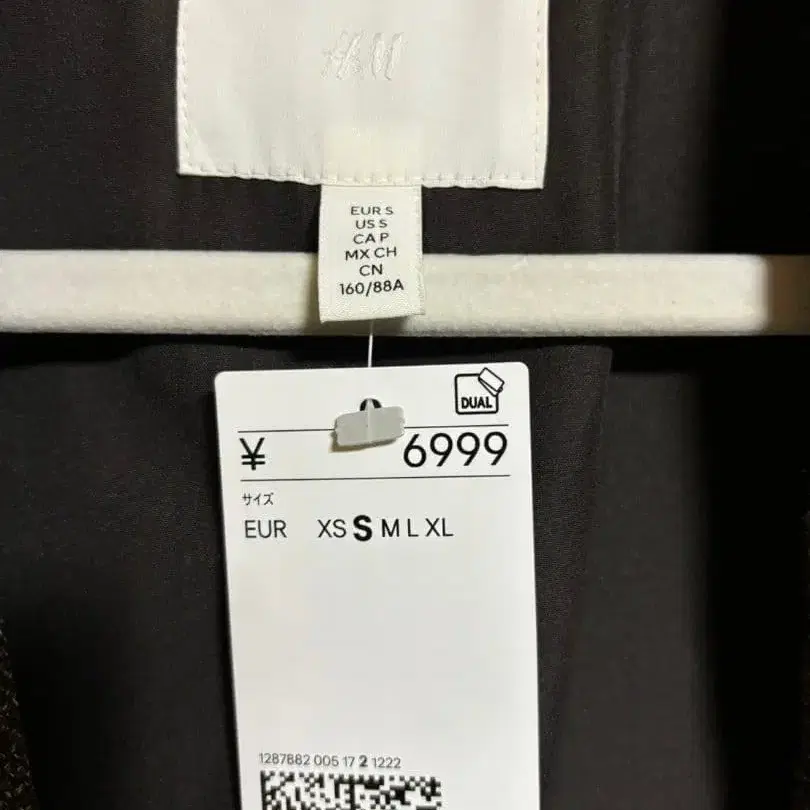 H&M
EUR S
US S
CA P
MX CH
CN
160/88A
DUAL
¥ 6999
サイズ
EUR XS S M L XL
1287882 005 17 2 1222